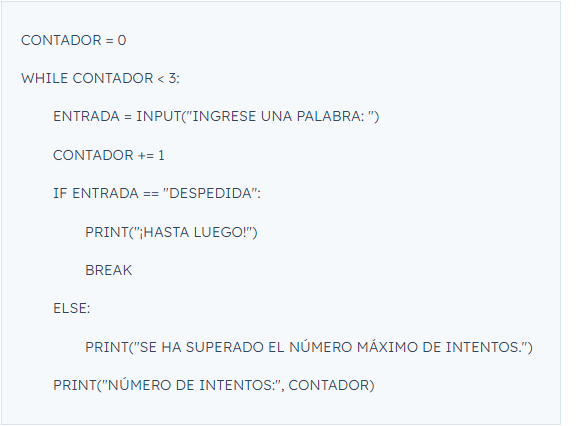 CONTADOR = 0
WHILE CONTADOR < 3:
ENTRADA = INPUT("INGRESE UNA PALABRA: ")
CONTADOR += 1
IF ENTRADA == "DESPEDIDA":
PRINT("¡HASTA LUEGO!")
BREAK
ELSE:
PRINT("SE HA SUPERADO EL NÚMERO MÁXIMO DE INTENTOS.")
PRINT("NÚMERO DE INTENTOS:", CONTADOR)